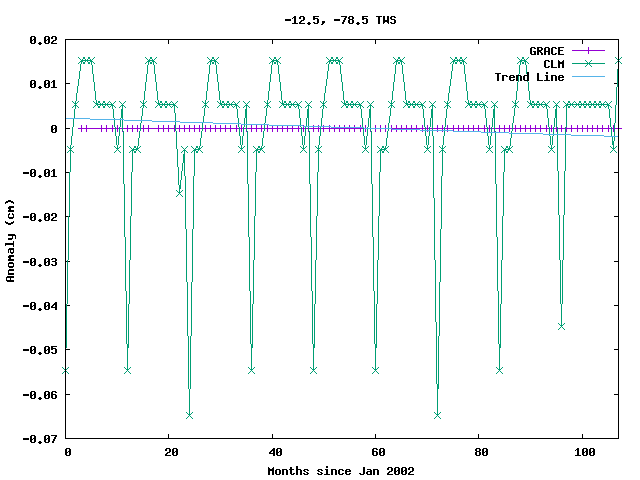 -12.5, -78.5 TWS
GRACE
CLM
Trend Line
0.02
0.01
0
-0.01
-0.02
-0.03
-0.04
-0.05
-0.06
-0.07
Anomaly (cm)
0 20 40 60 80 100
Months since Jan 2002